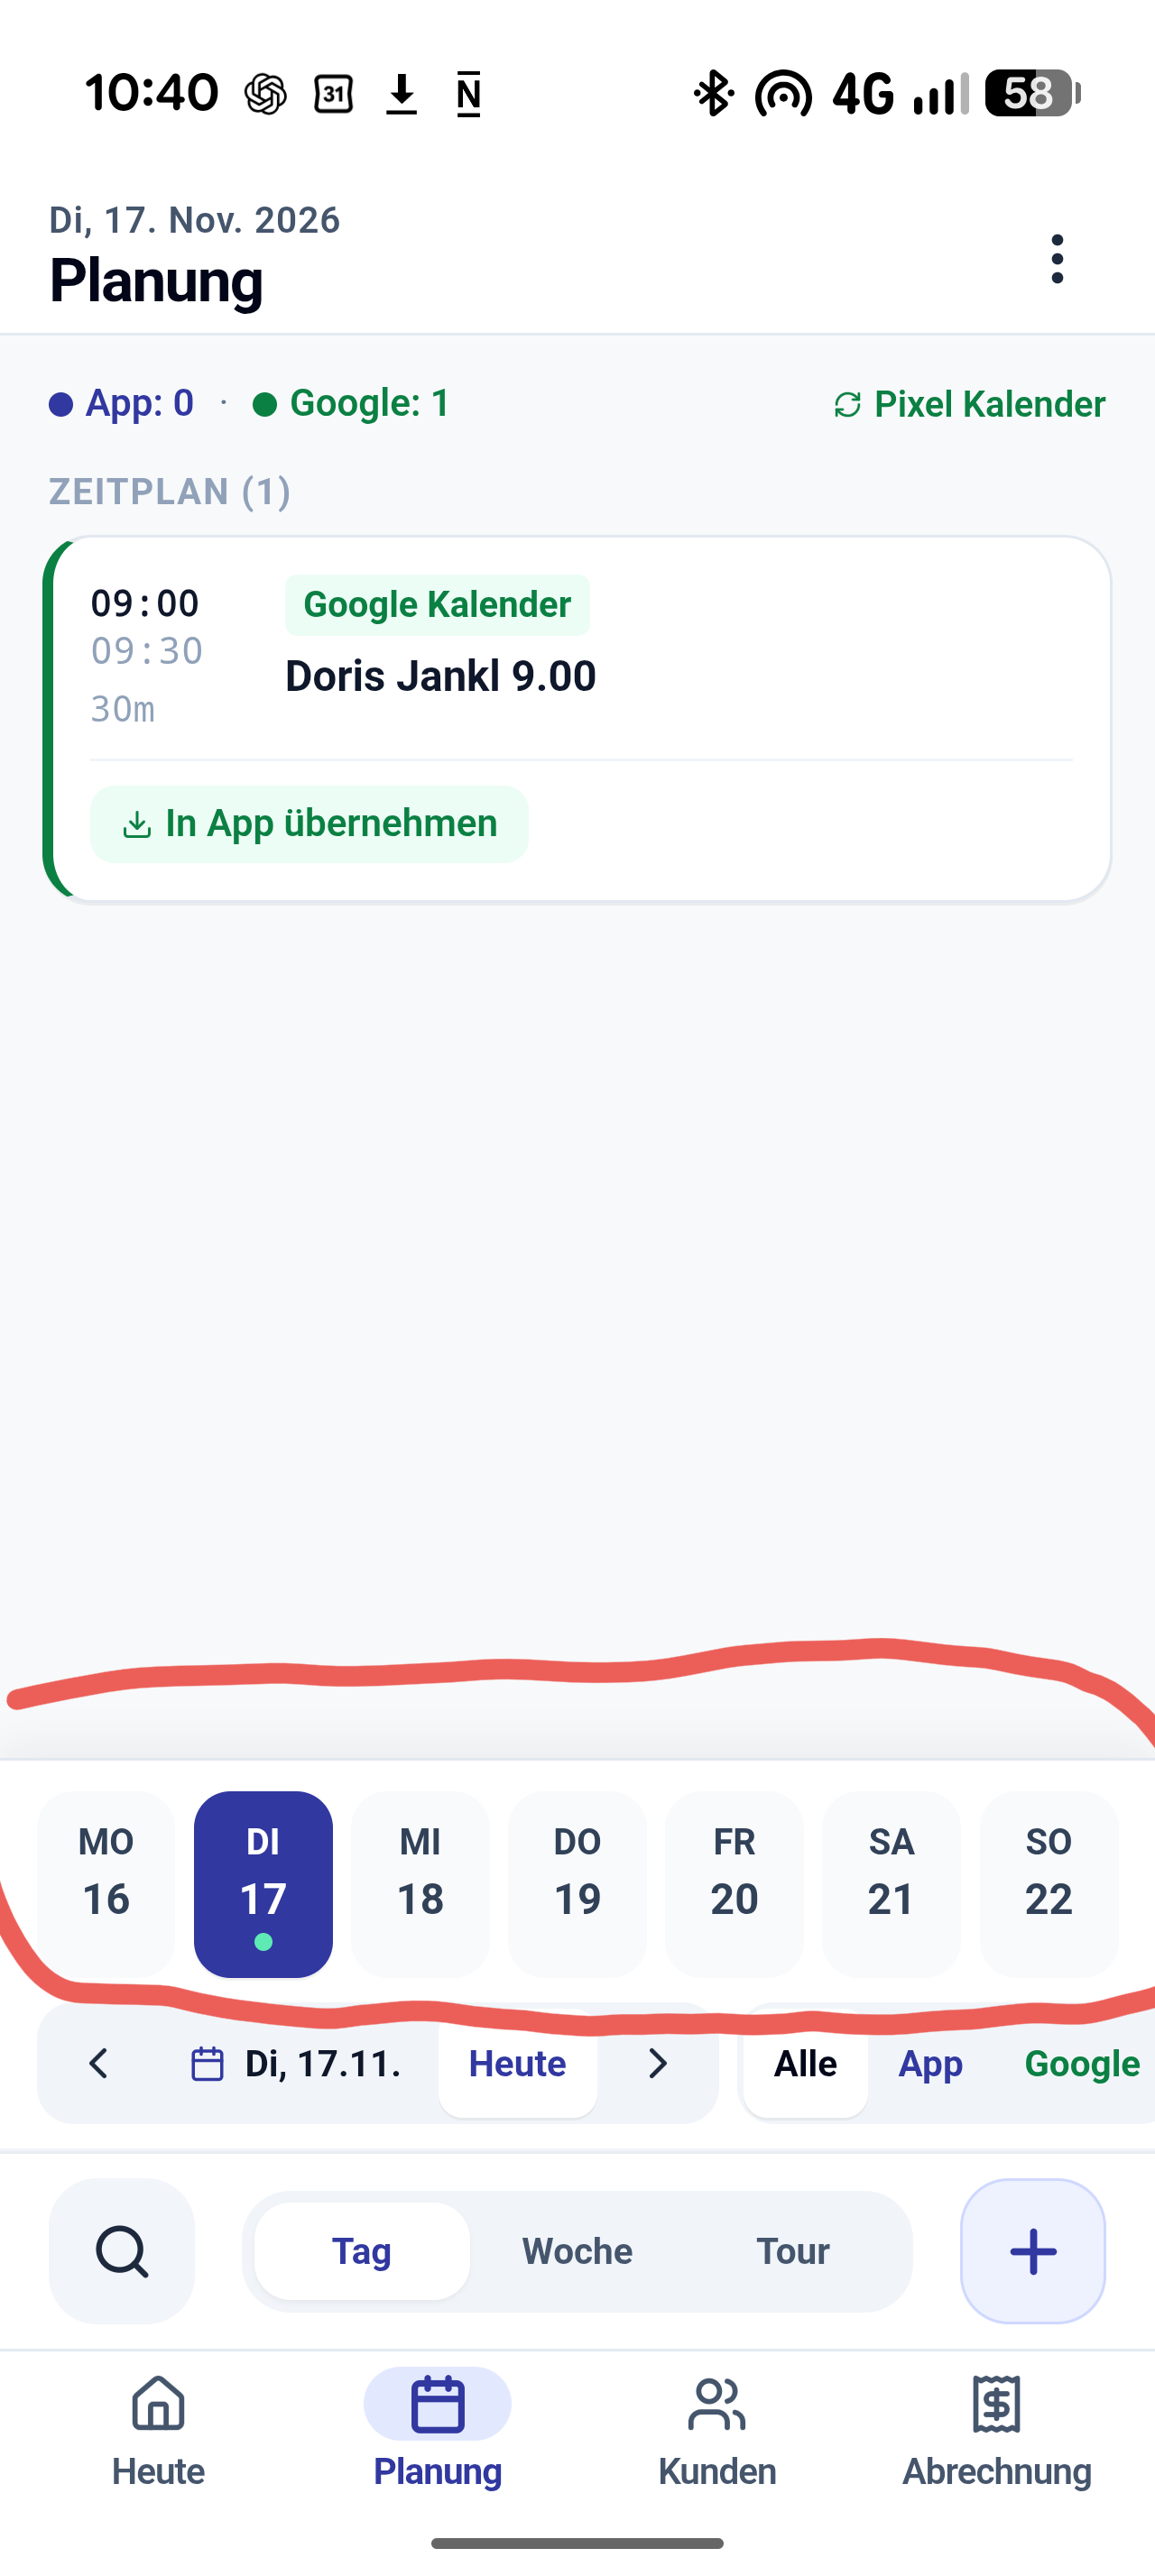 10:40 31 N 4G 58
Di, 17. Nov. 2026
Planung
App: 0 · Google: 1 Pixel Kalender
ZEITPLAN (1)
09:00 Google Kalender
09:30
Doris Jankl 9.00
30m
In App übernehmen
MO DI MI DO FR SA SO
16 17 18 19 20 21 22
Di, 17.11. Heute Alle App Google
Tag Woche Tour
Heute Planung Kunden Abrechnung